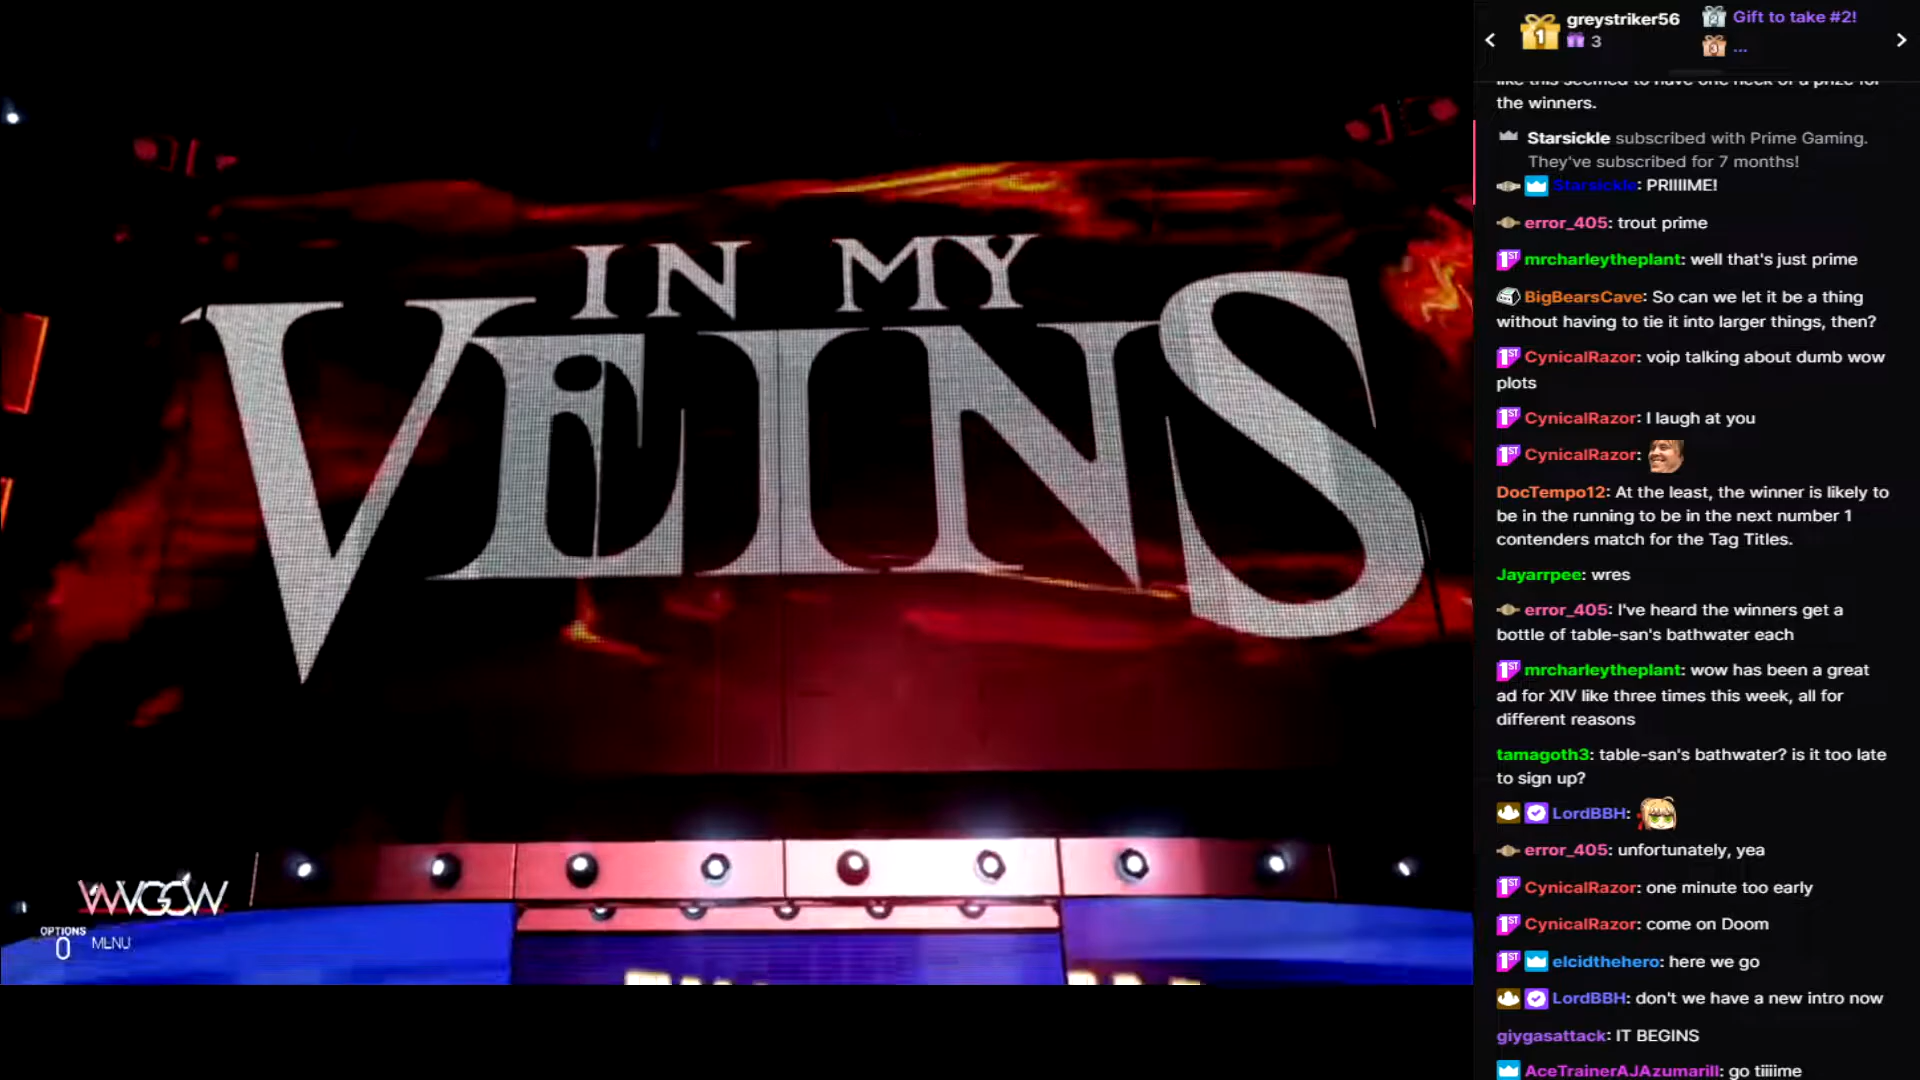 greystriker56
3
Gift to take #2!
...
1
2
3
the winners.
Starsickle subscribed with Prime Gaming.
They've subscribed for 7 months!
Starsickle: PRIIIIME!
error_405: trout prime
mrcharleytheplant: well that's just prime
BigBearsCave: So can we let it be a thing
without having to tie it into larger things, then?
CynicalRazor: voip talking about dumb wow
plots
CynicalRazor: I laugh at you
CynicalRazor:
DocTempo12: At the least, the winner is likely to
be in the running to be in the next number 1
contenders match for the Tag Titles.
Jayarrpee: wres
error_405: I've heard the winners get a
bottle of table-san's bathwater each
mrcharleytheplant: wow has been a great
ad for XIV like three times this week, all for
different reasons
tamagoth3: table-san's bathwater? is it too late
to sign up?
LordBBH:
error_405: unfortunately, yea
CynicalRazor: one minute too early
CynicalRazor: come on Doom
elcidthehero: here we go
LordBBH: don't we have a new intro now
giygasattack: IT BEGINS
AceTrainerAJAzumarill: go tiiiime
IN MY
VEINS
VGCW
OPTIONS
MENU